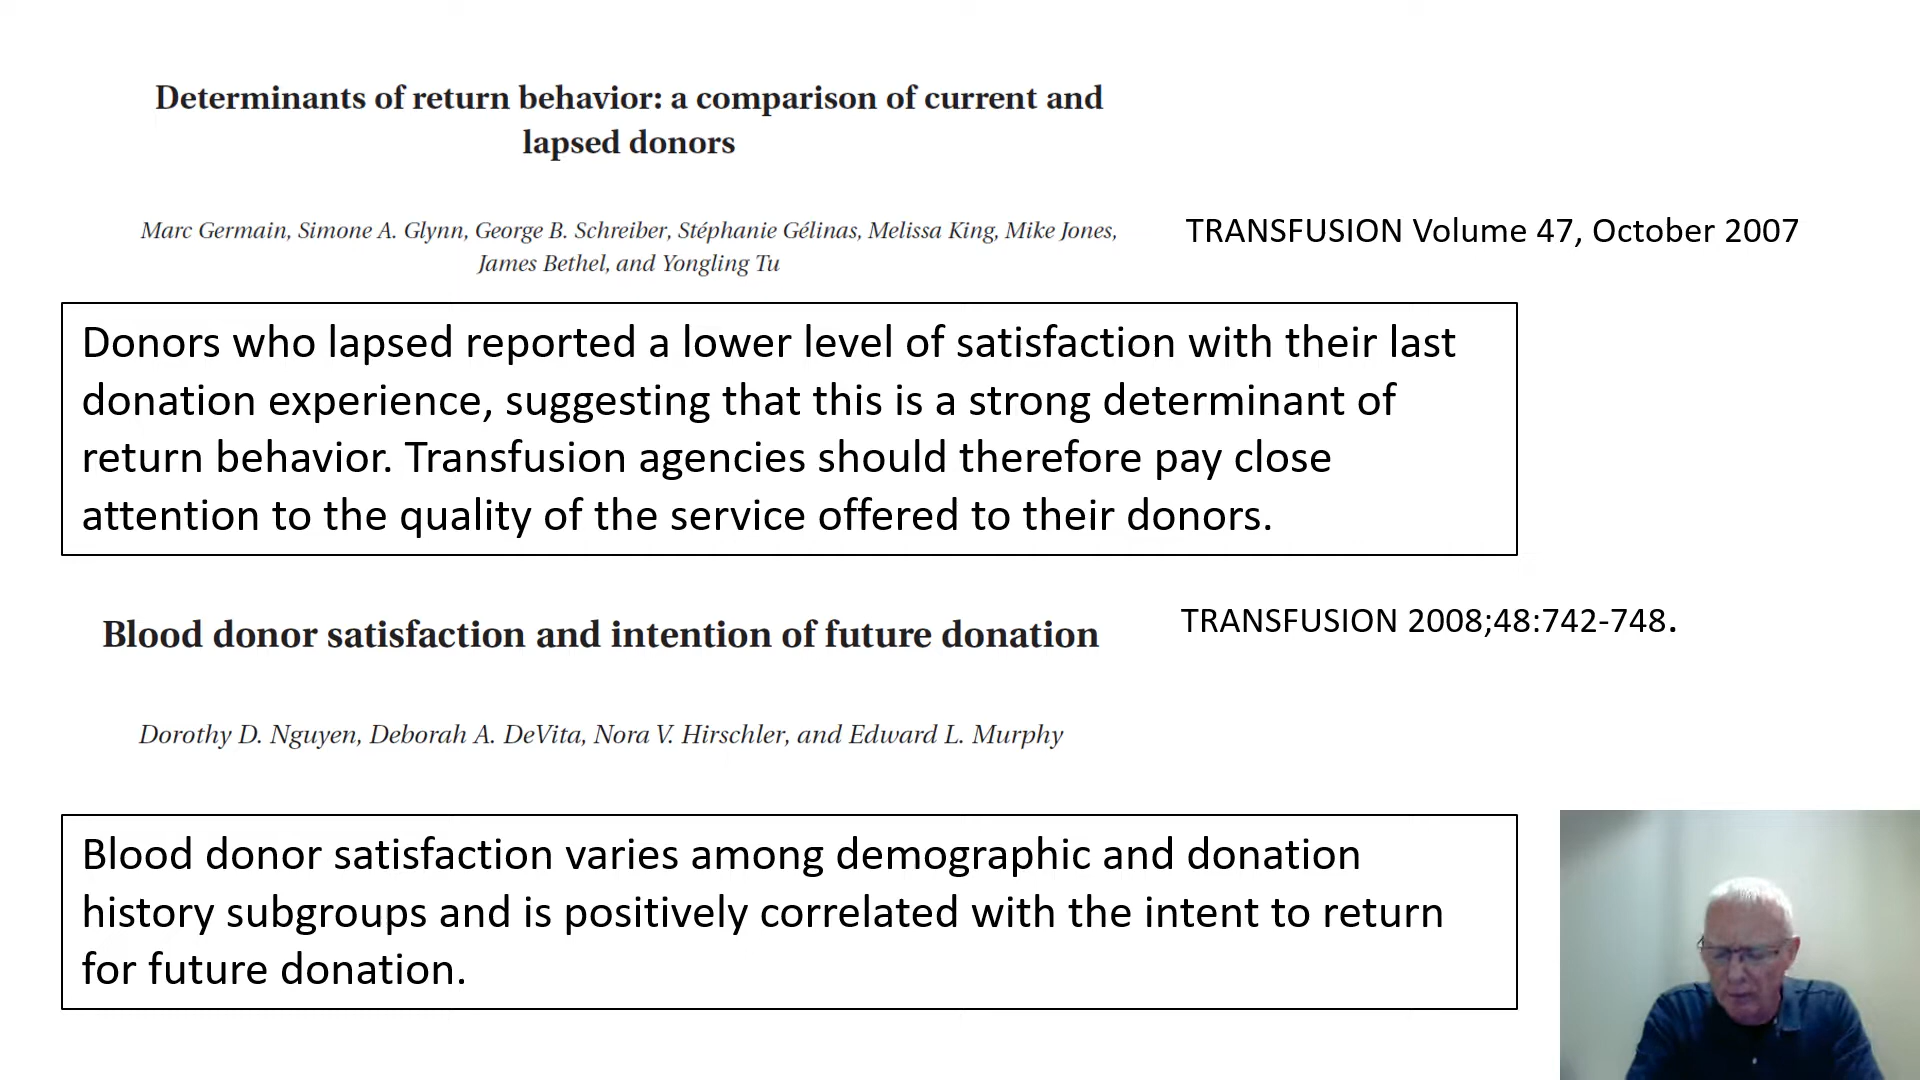 Determinants of return behavior: a comparison of current and
lapsed donors
Marc Germain, Simone A. Glynn, George B. Schreiber, Stéphanie Gélinas, Melissa King, Mike Jones,
James Bethel, and Yongling Tu
TRANSFUSION Volume 47, October 2007
Donors who lapsed reported a lower level of satisfaction with their last
donation experience, suggesting that this is a strong determinant of
return behavior. Transfusion agencies should therefore pay close
attention to the quality of the service offered to their donors.
Blood donor satisfaction and intention of future donation
TRANSFUSION 2008;48:742-748.
Dorothy D. Nguyen, Deborah A. DeVita, Nora V. Hirschler, and Edward L. Murphy
Blood donor satisfaction varies among demographic and donation
history subgroups and is positively correlated with the intent to return
for future donation.